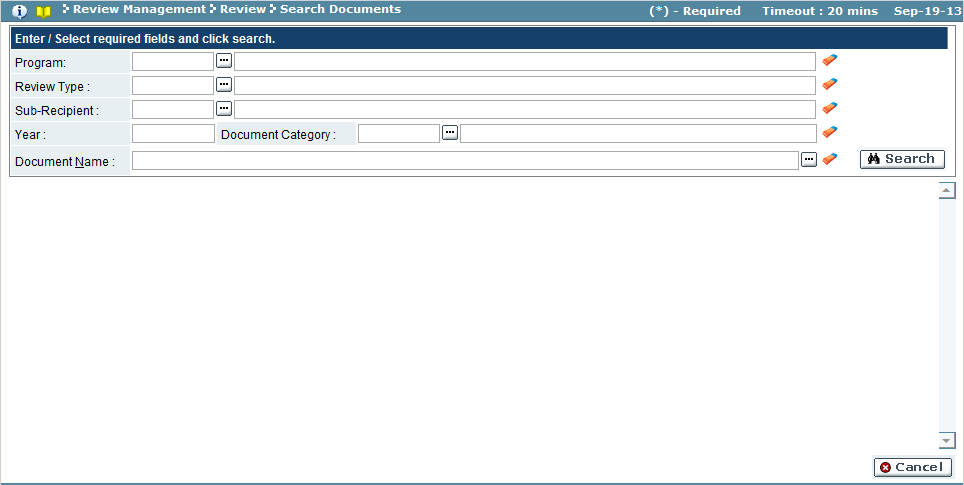 Review Management Review Search Documents (*) - Required Timeout : 20 mins Sep-19-13
Enter / Select required fields and click search.
Program:
Review Type :
Sub-Recipient :
Year : Document Category :
Document Name :
Search
Cancel